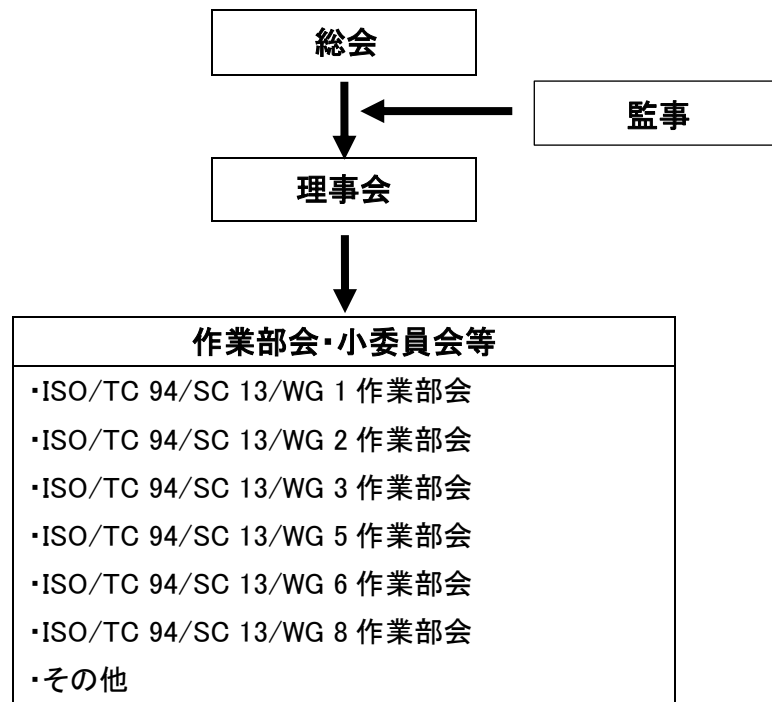 総会
監事
理事会
作業部会・小委員会等
・ISO/TC 94/SC 13/WG 1 作業部会
・ISO/TC 94/SC 13/WG 2 作業部会
・ISO/TC 94/SC 13/WG 3 作業部会
・ISO/TC 94/SC 13/WG 5 作業部会
・ISO/TC 94/SC 13/WG 6 作業部会
・ISO/TC 94/SC 13/WG 8 作業部会
・その他